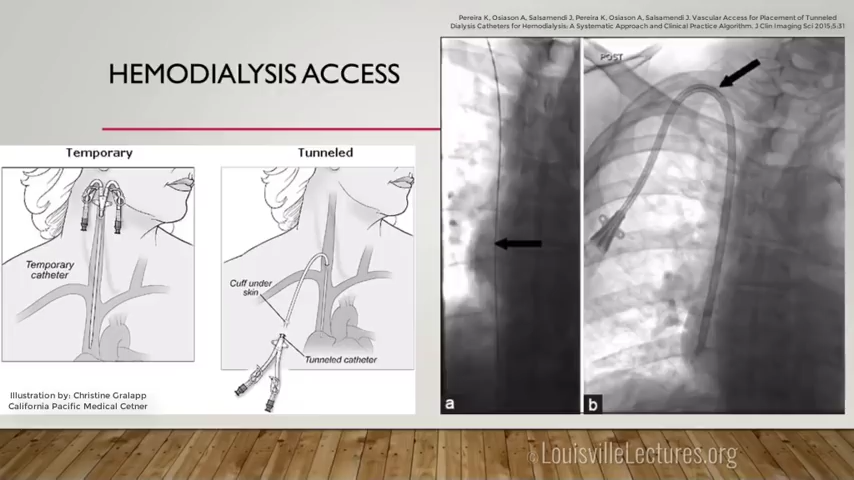 Pereira K, Osiason A, Salsamendi J. Pereira K, Osiason A, Salsamendi J. Vascular Access for Placement of Tunneled
Dialysis Catheters for Hemodialysis: A Systematic Approach and Clinical Practice Algorithm. J Clin Imaging Sci 2015;5:31
HEMODIALYSIS ACCESS
Temporary
Tunneled
Temporary
catheter
Cuff under
skin
Tunneled catheter
Illustration by: Christine Gralapp
California Pacific Medical Cetner
POST
a
b
© LouisvilleLectures.org